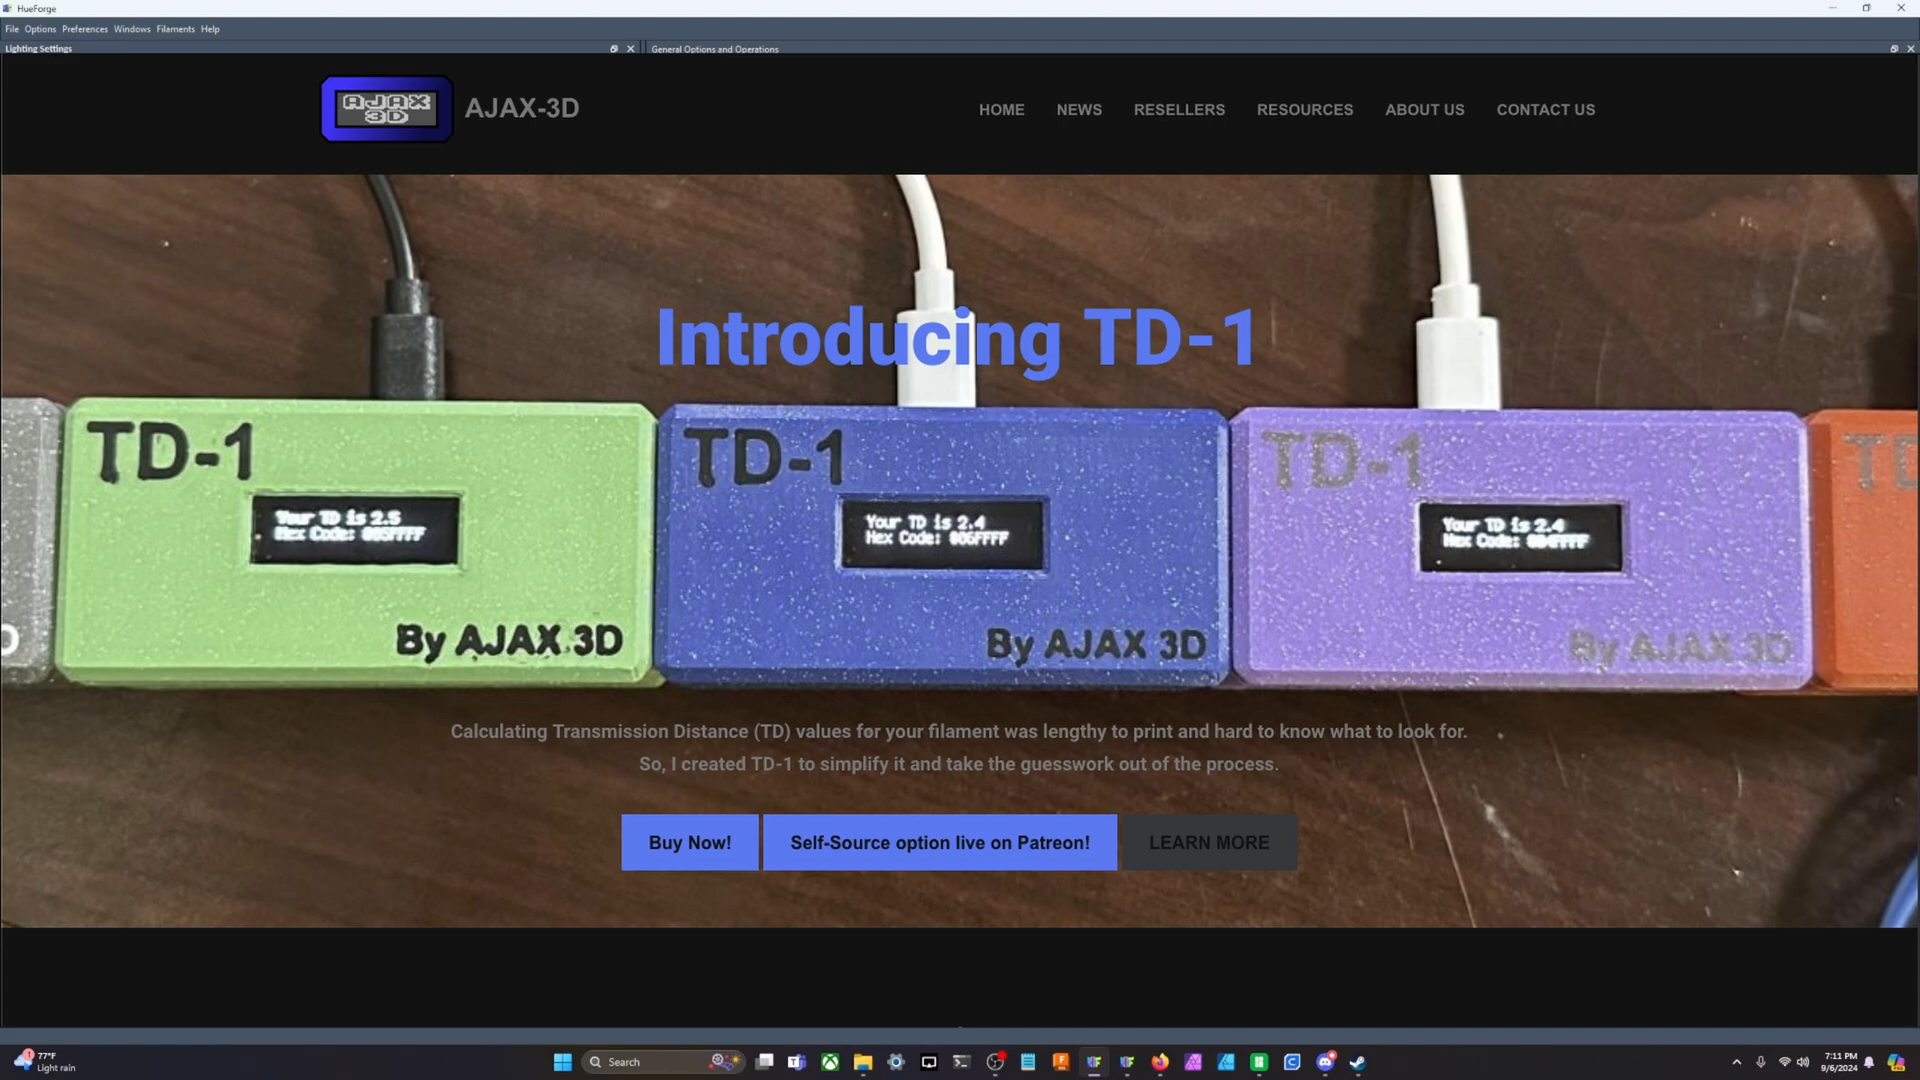 HueForge
File Options Preferences Windows Filaments Help
Lighting Settings
General Options and Operations
AJAX 3D
AJAX-3D
HOME NEWS RESELLERS RESOURCES ABOUT US CONTACT US
Introducing TD-1
TD-1
Your TD is 2.5
Hex Code:
By AJAX 3D
TD-1
Your TD is 2.4
Hex Code: #06FFFF
By AJAX 3D
TD-1
Your TD is 2.4
Hex Code:
By AJAX 3D
Calculating Transmission Distance (TD) values for your filament was lengthy to print and hard to know what to look for.
So, I created TD-1 to simplify it and take the guesswork out of the process.
Buy Now! Self-Source option live on Patreon! LEARN MORE
77°F
Light rain
Search
7:11 PM
9/6/2024